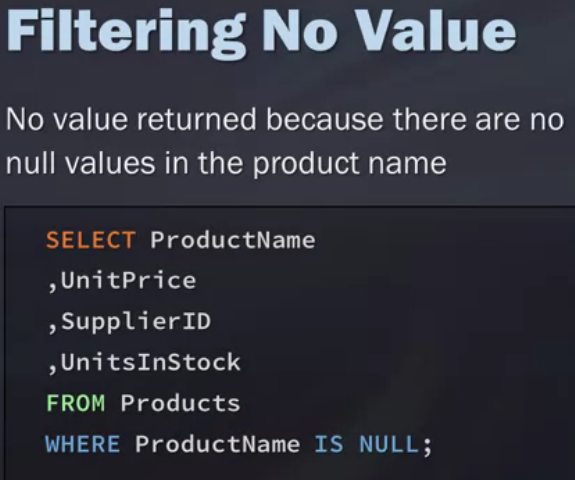 Filtering No Value
No value returned because there are no
null values in the product name
SELECT ProductName
,UnitPrice
,SupplierID
,UnitsInStock
FROM Products
WHERE ProductName IS NULL;